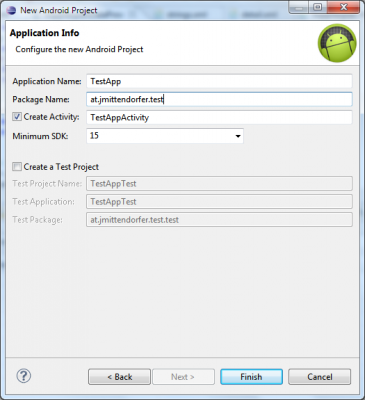 New Android Project
Application Info
Configure the new Android Project
Application Name: TestApp
Package Name: at.jmittendorfer.test
Create Activity: TestAppActivity
Minimum SDK: 15
Create a Test Project
Test Project Name: TestAppTest
Test Application: TestAppTest
Test Package: at.jmittendorfer.test.test
? < Back Next > Finish Cancel